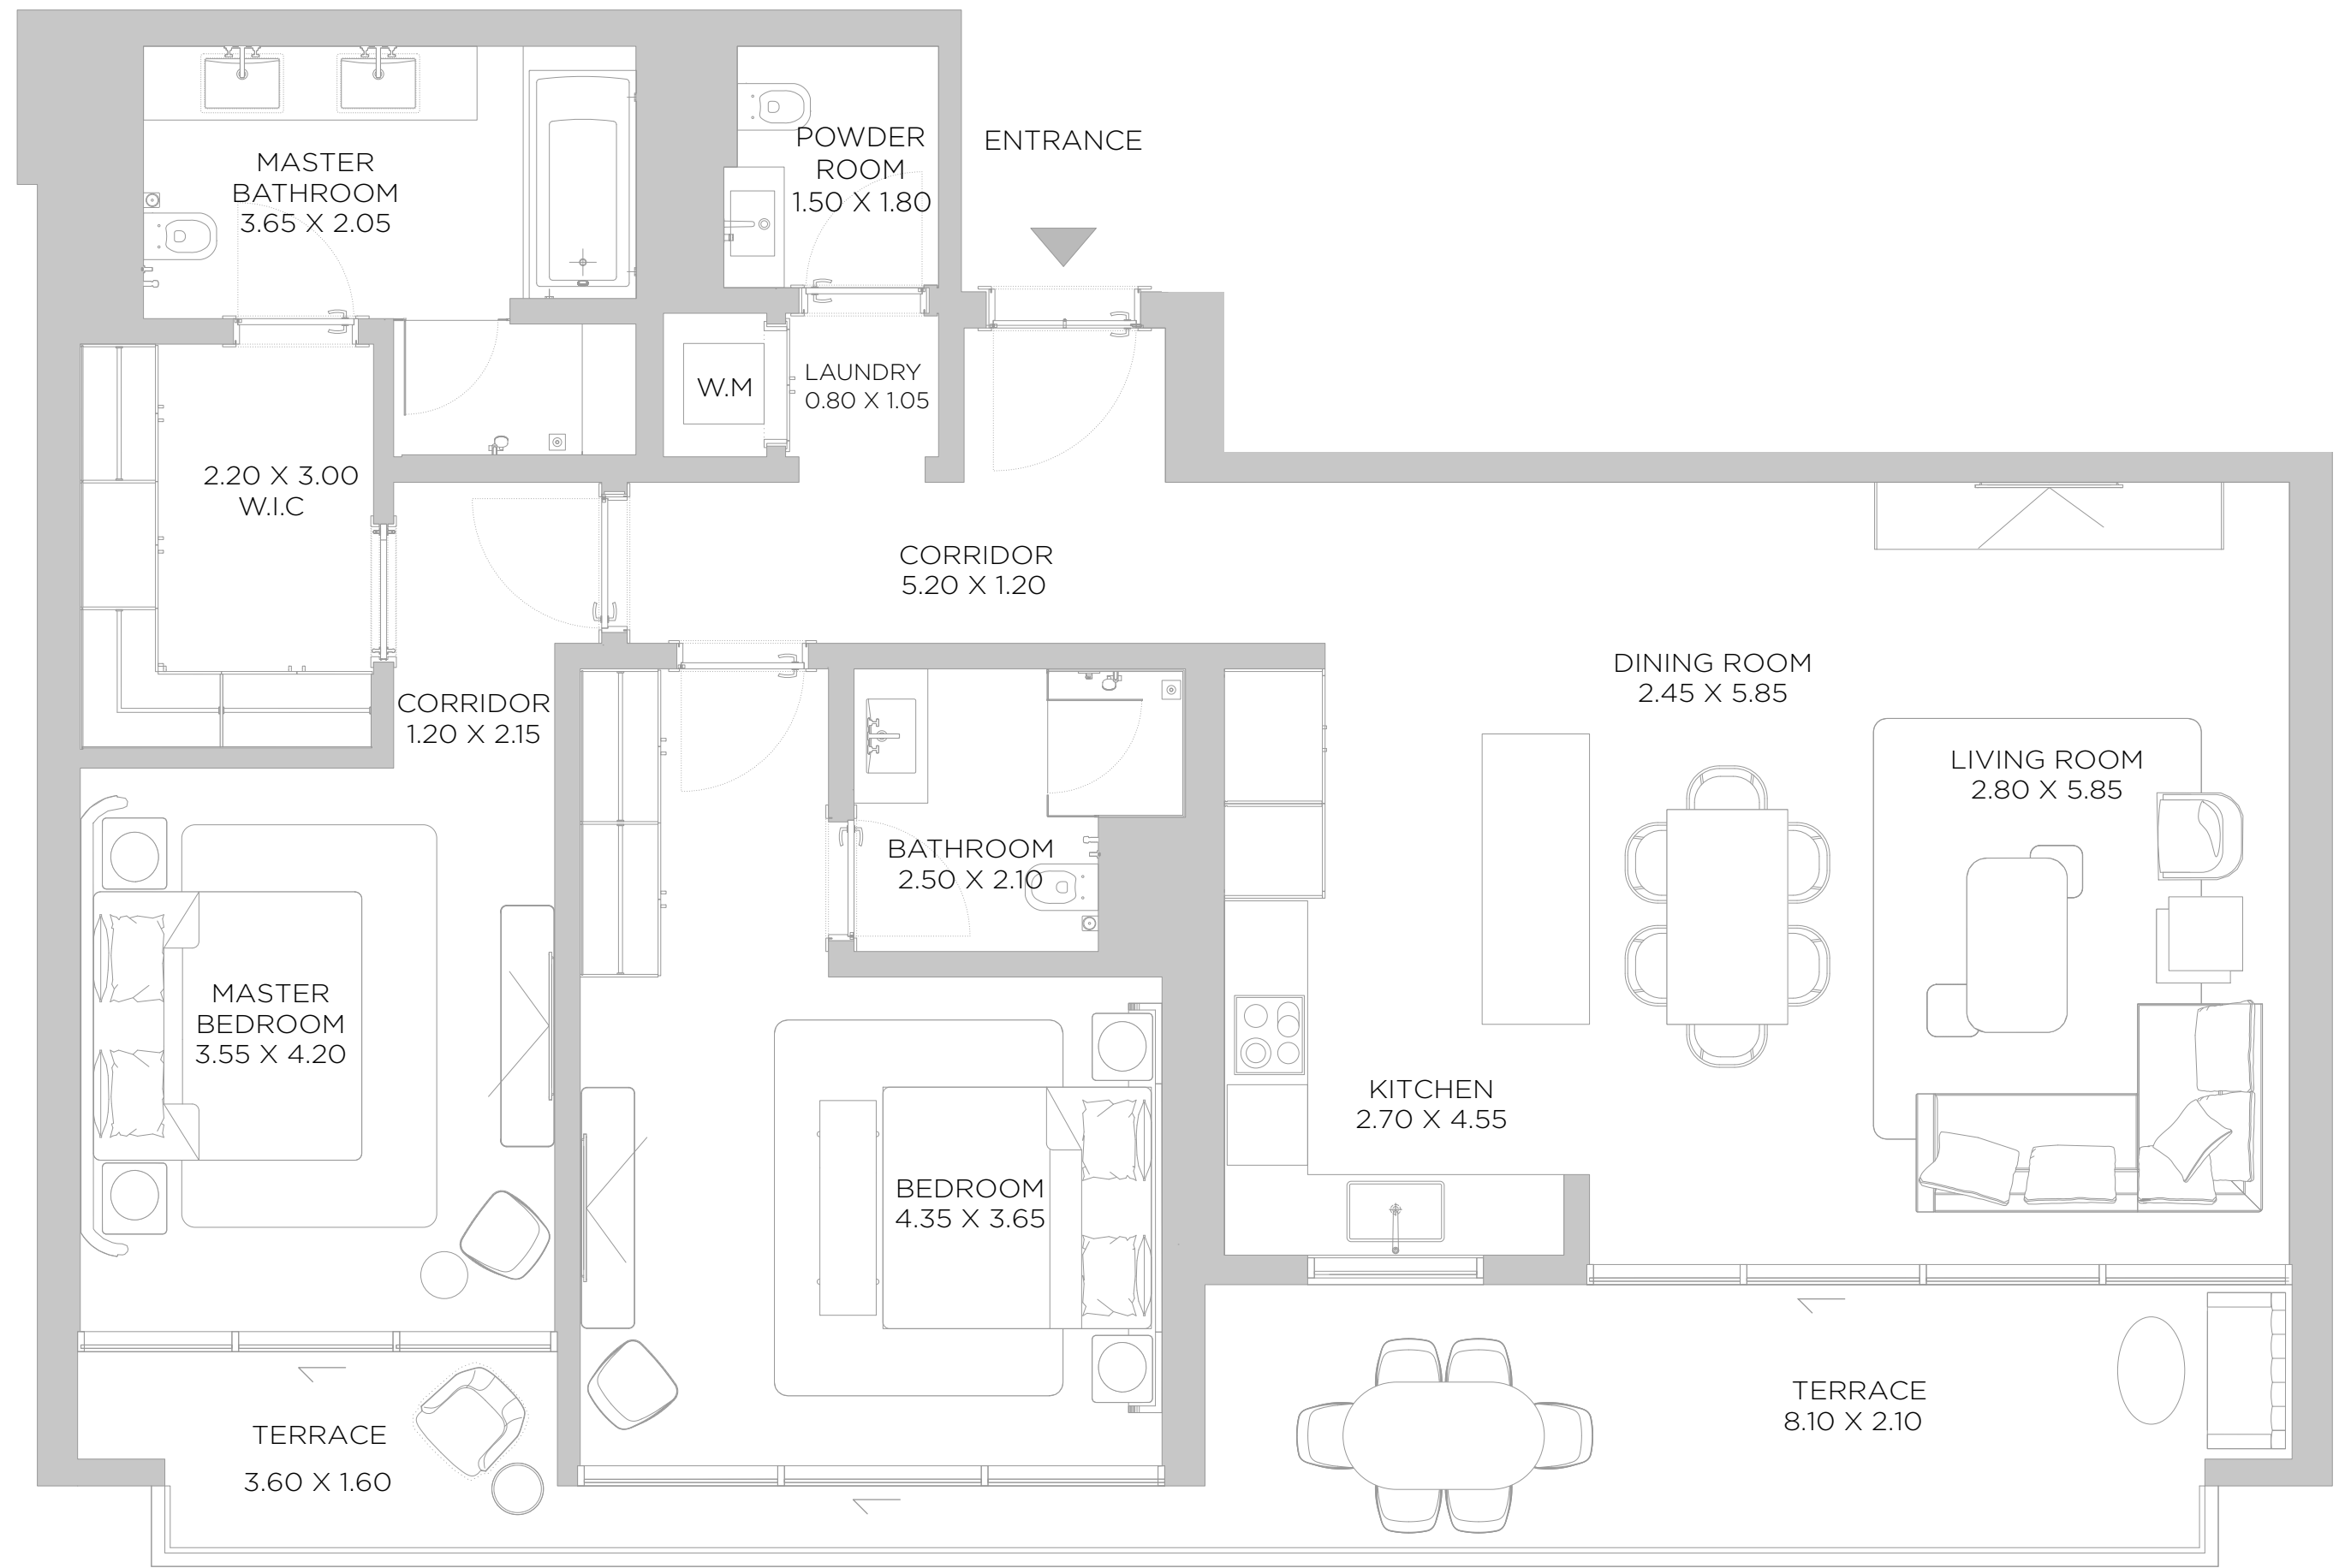 MASTER
BATHROOM
3.65 X 2.05
POWDER
ROOM
1.50 X 1.80
ENTRANCE
W.M
LAUNDRY
0.80 X 1.05
2.20 X 3.00
W.I.C
CORRIDOR
5.20 X 1.20
CORRIDOR
1.20 X 2.15
DINING ROOM
2.45 X 5.85
LIVING ROOM
2.80 X 5.85
BATHROOM
2.50 X 2.10
MASTER
BEDROOM
3.55 X 4.20
KITCHEN
2.70 X 4.55
BEDROOM
4.35 X 3.65
TERRACE
3.60 X 1.60
TERRACE
8.10 X 2.10